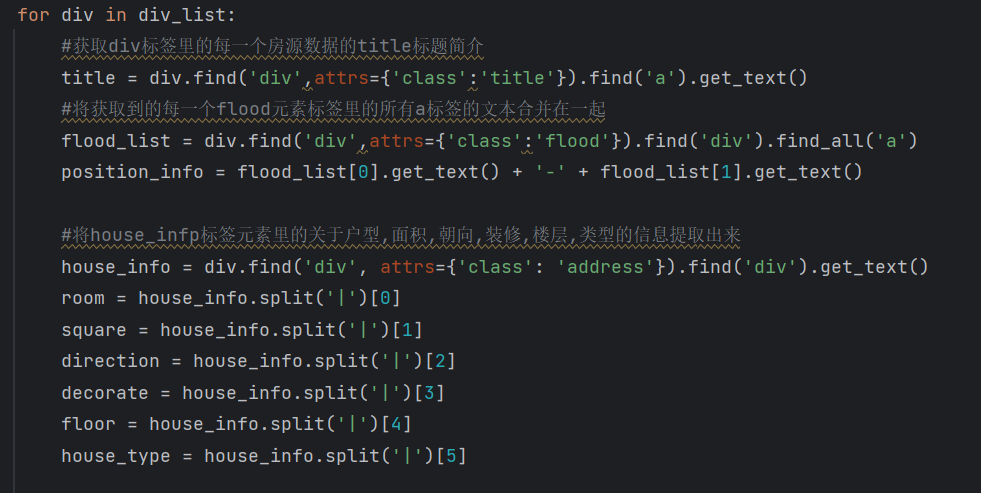 for div in div_list:
#获取div标签里的每一个房源数据的title标题简介
title = div.find('div',attrs={'class':'title'}).find('a').get_text()
#将获取到的每一个flood元素标签里的所有a标签的文本合并在一起
flood_list = div.find('div',attrs={'class':'flood'}).find('div').find_all('a')
position_info = flood_list[0].get_text() + '-' + flood_list[1].get_text()
#将house_infp标签元素里的关于户型,面积,朝向,装修,楼层,类型的信息提取出来
house_info = div.find('div', attrs={'class': 'address'}).find('div').get_text()
room = house_info.split('|')[0]
square = house_info.split('|')[1]
direction = house_info.split('|')[2]
decorate = house_info.split('|')[3]
floor = house_info.split('|')[4]
house_type = house_info.split('|')[5]